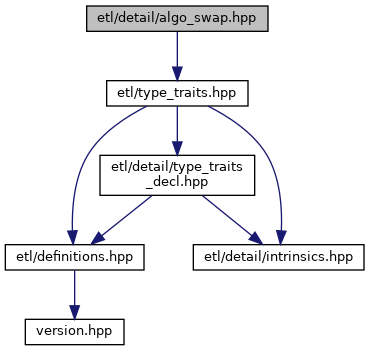 etl/detail/algo_swap.hpp
etl/type_traits.hpp
etl/detail/type_traits
_decl.hpp
etl/definitions.hpp
etl/detail/intrinsics.hpp
version.hpp